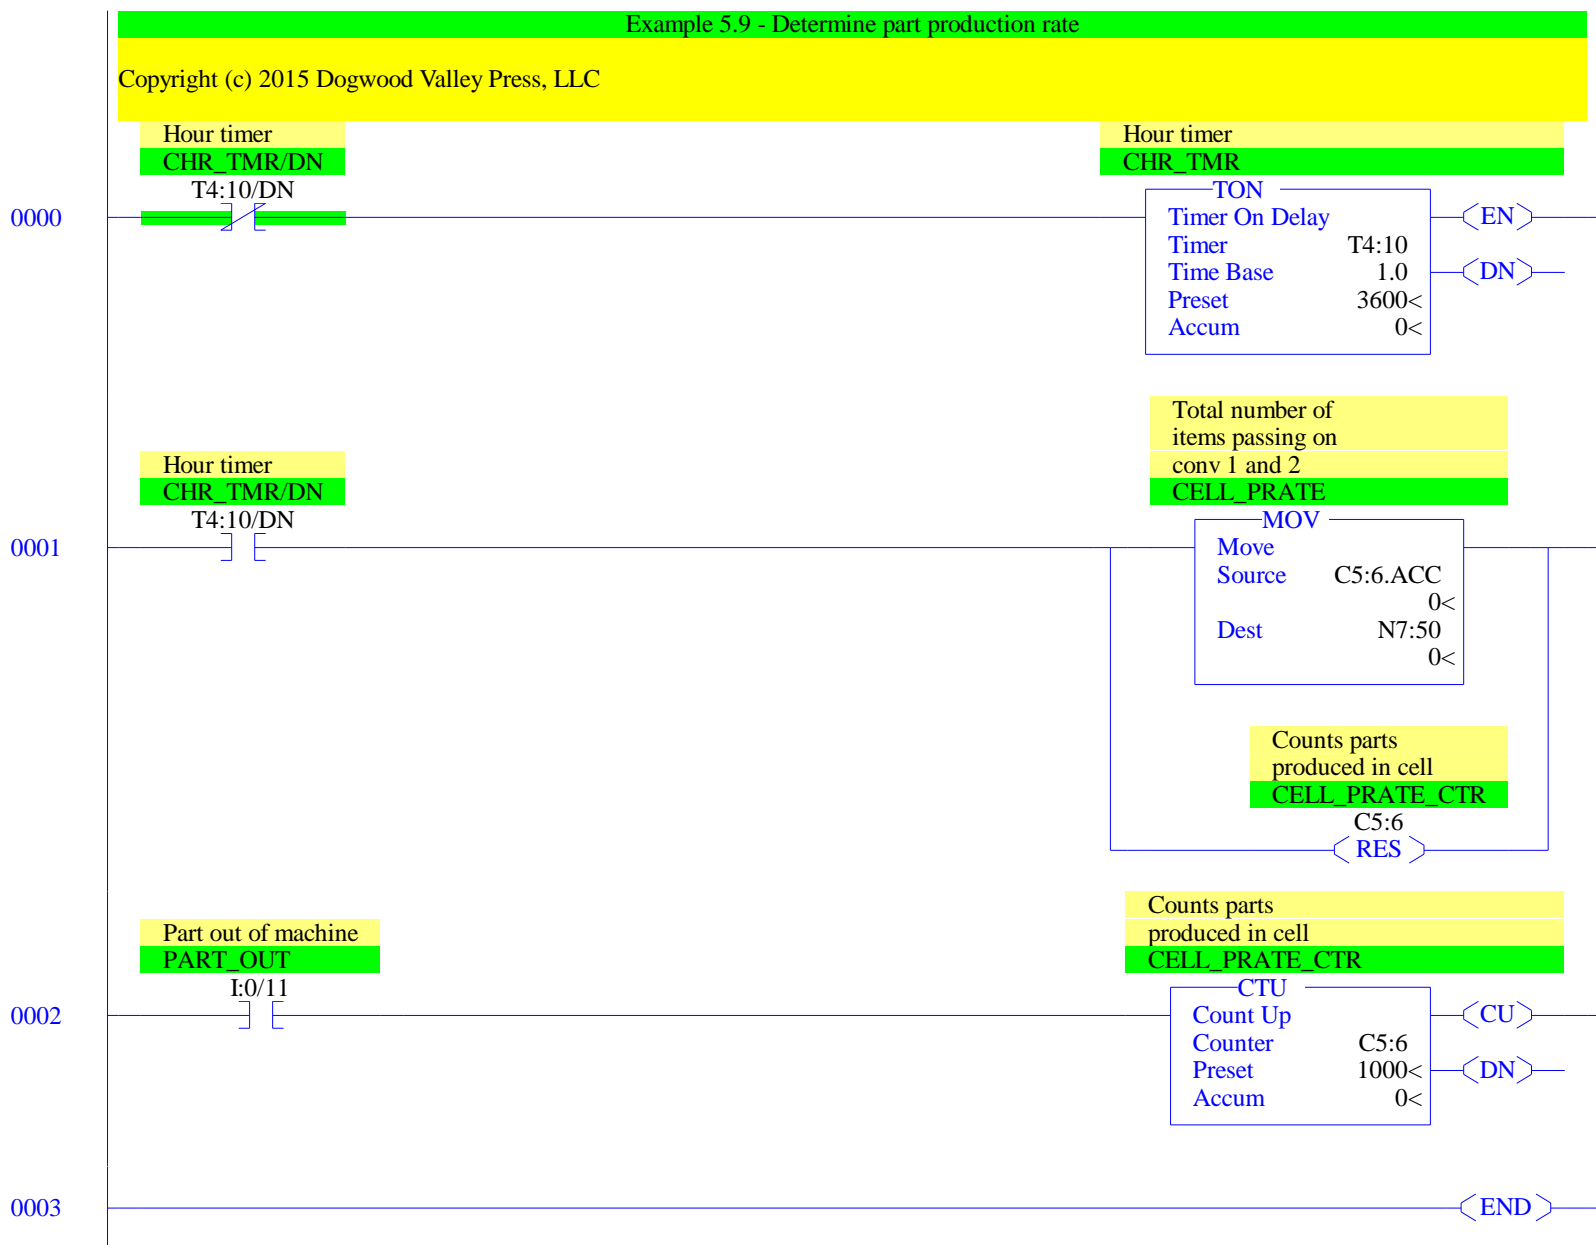 Example 5.9 - Determine part production rate
Copyright (c) 2015 Dogwood Valley Press, LLC
Hour timer
CHR_TMR/DN
T4:10/DN
0000
Hour timer
CHR_TMR
TON
Timer On Delay
Timer T4:10
Time Base 1.0
Preset 3600<
Accum 0<
EN
DN
Hour timer
CHR_TMR/DN
T4:10/DN
0001
Total number of
items passing on
conv 1 and 2
CELL_PRATE
MOV
Move
Source C5:6.ACC
0<
Dest N7:50
0<
Counts parts
produced in cell
CELL_PRATE_CTR
C5:6
RES
Part out of machine
PART_OUT
I:0/11
0002
Counts parts
produced in cell
CELL_PRATE_CTR
CTU
Count Up
Counter C5:6
Preset 1000<
Accum 0<
CU
DN
0003
END